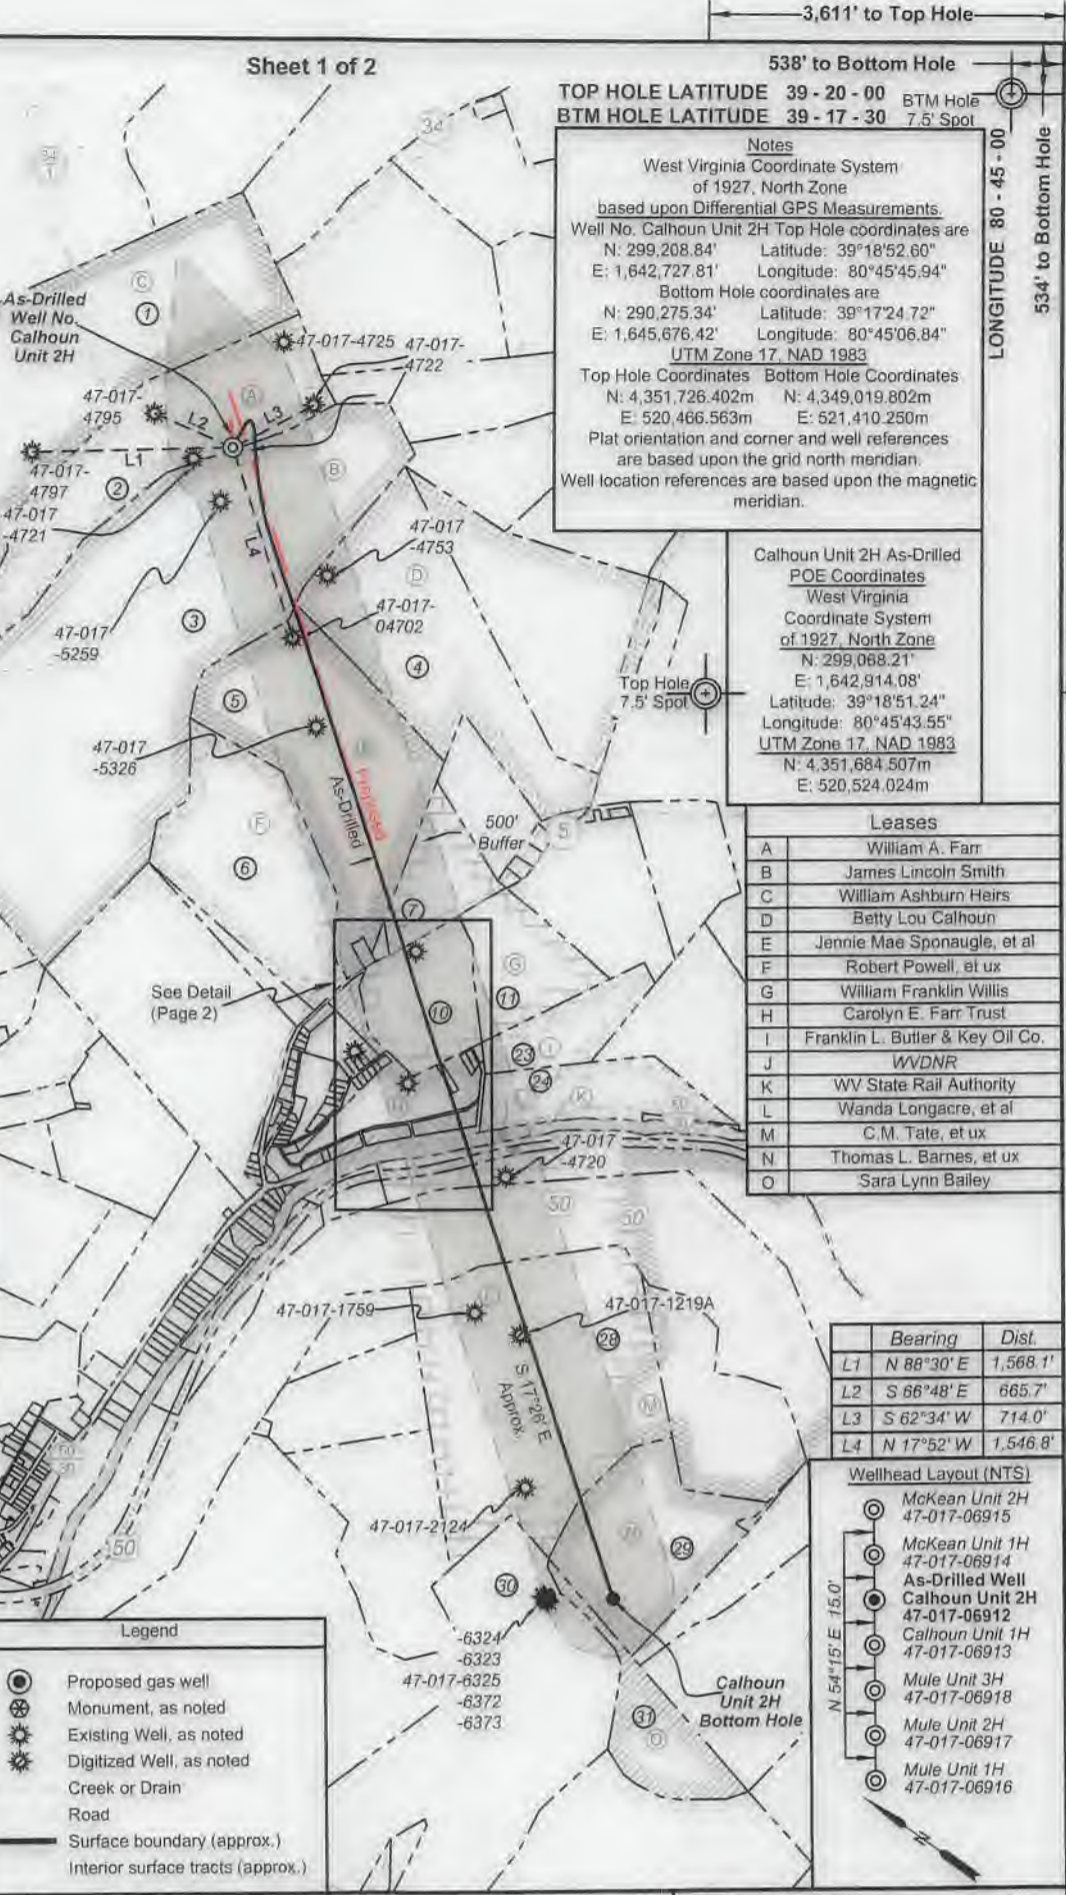 3,611' to Top Hole
Sheet 1 of 2
538' to Bottom Hole
TOP HOLE LATITUDE 39 - 20 - 00
BTM HOLE LATITUDE 39 - 17 - 30
BTM Hole
7.5' Spot
LONGITUDE 80 - 45 - 00
534' to Bottom Hole
Notes
West Virginia Coordinate System
of 1927, North Zone
based upon Differential GPS Measurements.
Well No. Calhoun Unit 2H Top Hole coordinates are
N: 299,208.84' Latitude: 39°18'52.60"
E: 1,642,727.81' Longitude: 80°45'45.94"
Bottom Hole coordinates are
N: 290,275.34' Latitude: 39°17'24.72"
E: 1,645,676.42' Longitude: 80°45'06.84"
UTM Zone 17, NAD 1983
Top Hole Coordinates Bottom Hole Coordinates
N: 4,351,726.402m N: 4,349,019.802m
E: 520,466.563m E: 521,410.250m
Plat orientation and corner and well references
are based upon the grid north meridian.
Well location references are based upon the magnetic
meridian.
Calhoun Unit 2H As-Drilled
POE Coordinates
West Virginia
Coordinate System
of 1927, North Zone
N: 299,068.21'
E: 1,642,914.08'
Latitude: 39°18'51.24"
Longitude: 80°45'43.55"
UTM Zone 17, NAD 1983
N: 4,351,684.507m
E: 520,524.024m
Top Hole
7.5' Spot
34
C
1
As-Drilled
Well No.
Calhoun
Unit 2H
47-017-4725
47-017-
4722
47-017-
4795
A
L2
L3
L1
47-017-
4797
2
B
47-017
-4721
L4
47-017
-4753
D
47-017-
04702
3
47-017
-5259
4
5
47-017
-5326
As-Drilled
Proposed
F
6
500'
Buffer
5
7
See Detail
(Page 2)
G
11
10
23
I
24
K
47-017
-4720
50
50
47-017-1759
47-017-1219A
28
S 17°26' E
Approx.
M
50
30
50
47-017-2124
29
30
-6324
-6323
47-017-6325
-6372
-6373
Calhoun
Unit 2H
Bottom Hole
31
O
Leases
A William A. Farr
B James Lincoln Smith
C William Ashburn Heirs
D Betty Lou Calhoun
E Jennie Mae Sponaugle, et al
F Robert Powell, et ux
G William Franklin Willis
H Carolyn E. Farr Trust
I Franklin L. Butler & Key Oil Co.
J WVDNR
K WV State Rail Authority
L Wanda Longacre, et al
M C.M. Tate, et ux
N Thomas L. Barnes, et ux
O Sara Lynn Bailey
Bearing Dist.
L1 N 88°30' E 1,568.1'
L2 S 66°48' E 665.7'
L3 S 62°34' W 714.0'
L4 N 17°52' W 1,546.8'
Wellhead Layout (NTS)
McKean Unit 2H
47-017-06915
McKean Unit 1H
47-017-06914
As-Drilled Well
Calhoun Unit 2H
47-017-06912
Calhoun Unit 1H
47-017-06913
Mule Unit 3H
47-017-06918
Mule Unit 2H
47-017-06917
Mule Unit 1H
47-017-06916
N 54°15' E 15.0'
N
Legend
Proposed gas well
Monument, as noted
Existing Well, as noted
Digitized Well, as noted
Creek or Drain
Road
Surface boundary (approx.)
Interior surface tracts (approx.)